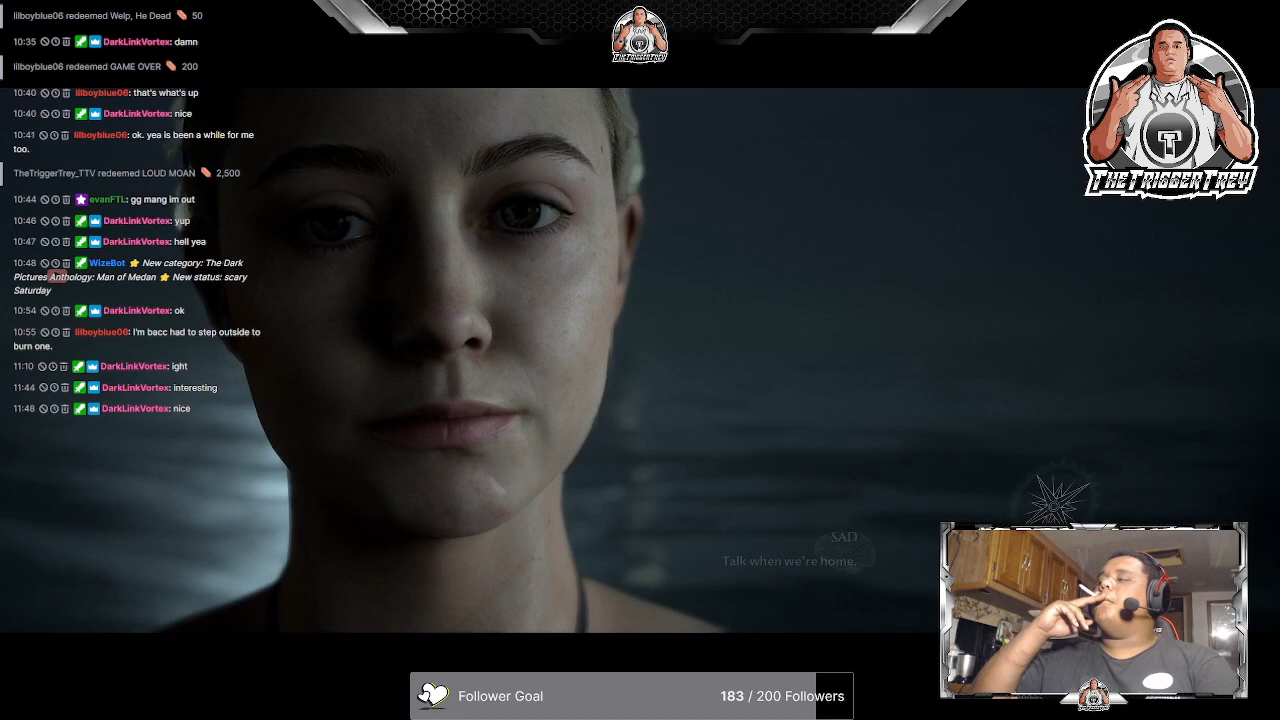 lilboyblue06 redeemed Welp, He Dead 50
10:35 DarkLinkVortex: damn
lilboyblue06 redeemed GAME OVER 200
10:40 lilboyblue06: that's what's up
10:40 DarkLinkVortex: nice
10:41 lilboyblue06: ok. yea is been a while for me
too.
TheTriggerTrey_TTV redeemed LOUD MOAN 2,500
10:44 evanFTL: gg mang im out
10:46 DarkLinkVortex: yup
10:47 DarkLinkVortex: hell yea
10:48 WizeBot ⭐ New category: The Dark
Pictures Anthology: Man of Medan ⭐ New status: scary
Saturday
10:54 DarkLinkVortex: ok
10:55 lilboyblue06: I'm bacc had to step outside to
burn one.
11:10 DarkLinkVortex: ight
11:44 DarkLinkVortex: interesting
11:48 DarkLinkVortex: nice
THETRIGGERTREY
T
THETRIGGERTREY
SAD
Talk when we're home.
Follower Goal 183 / 200 Followers
THETRIGGERTREY